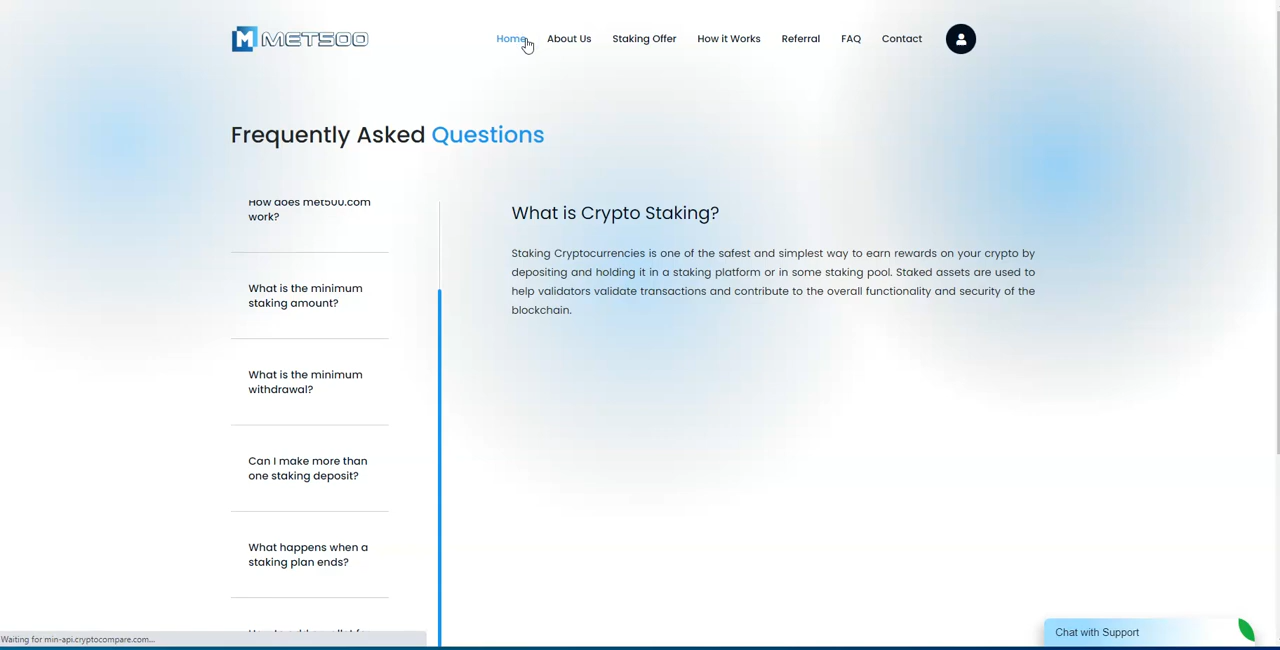 METSOO
Home About Us Staking Offer How it Works Referral FAQ Contact
Frequently Asked Questions
How does met500.com
work?
What is the minimum
staking amount?
What is the minimum
withdrawal?
Can I make more than
one staking deposit?
What happens when a
staking plan ends?
What is Crypto Staking?
Staking Cryptocurrencies is one of the safest and simplest way to earn rewards on your crypto by
depositing and holding it in a staking platform or in some staking pool. Staked assets are used to
help validators validate transactions and contribute to the overall functionality and security of the
blockchain.
Waiting for min-api.cryptocompare.com...
Chat with Support